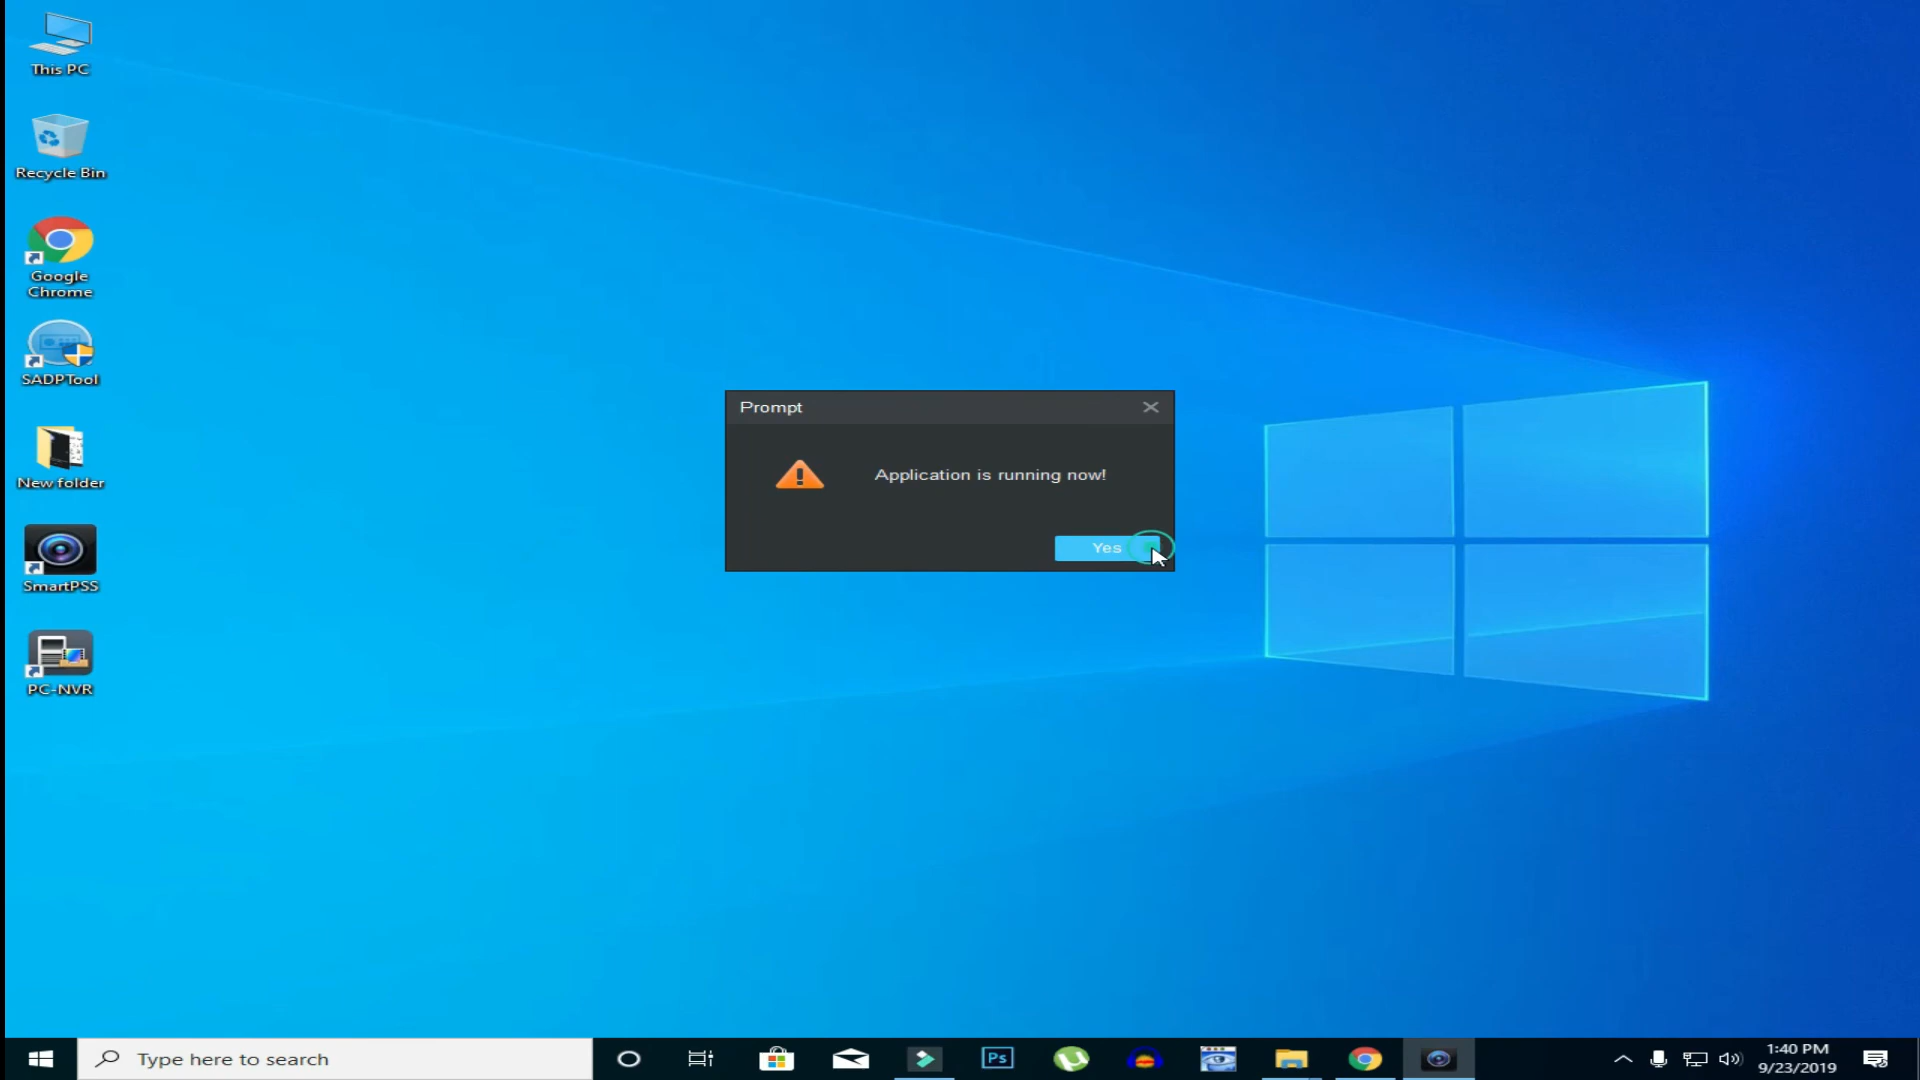 This PC
Recycle Bin
Google
Chrome
SADPTool
New folder
SmartPSS
PC-NVR
Prompt
Application is running now!
Yes
Type here to search
Ps
1:40 PM
9/23/2019